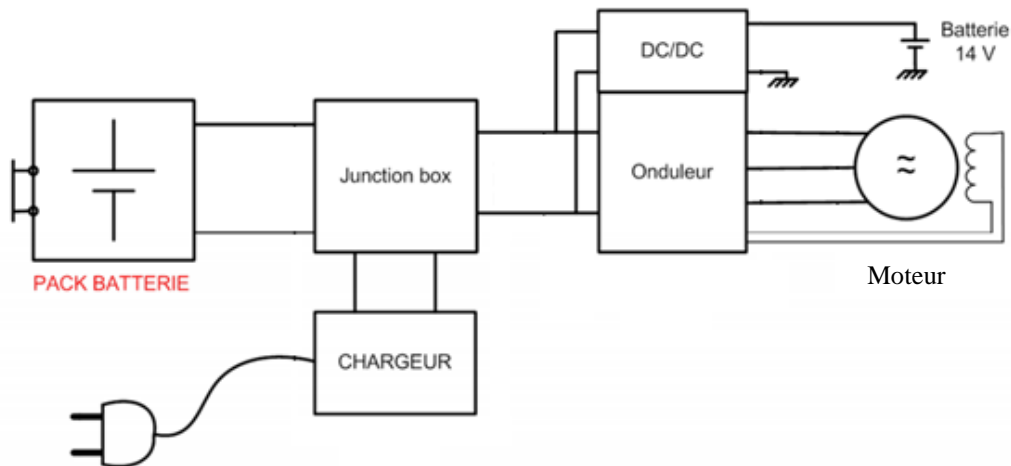 DC/DC
Batterie
14 V
Junction box
Onduleur
≈
PACK BATTERIE
Moteur
CHARGEUR